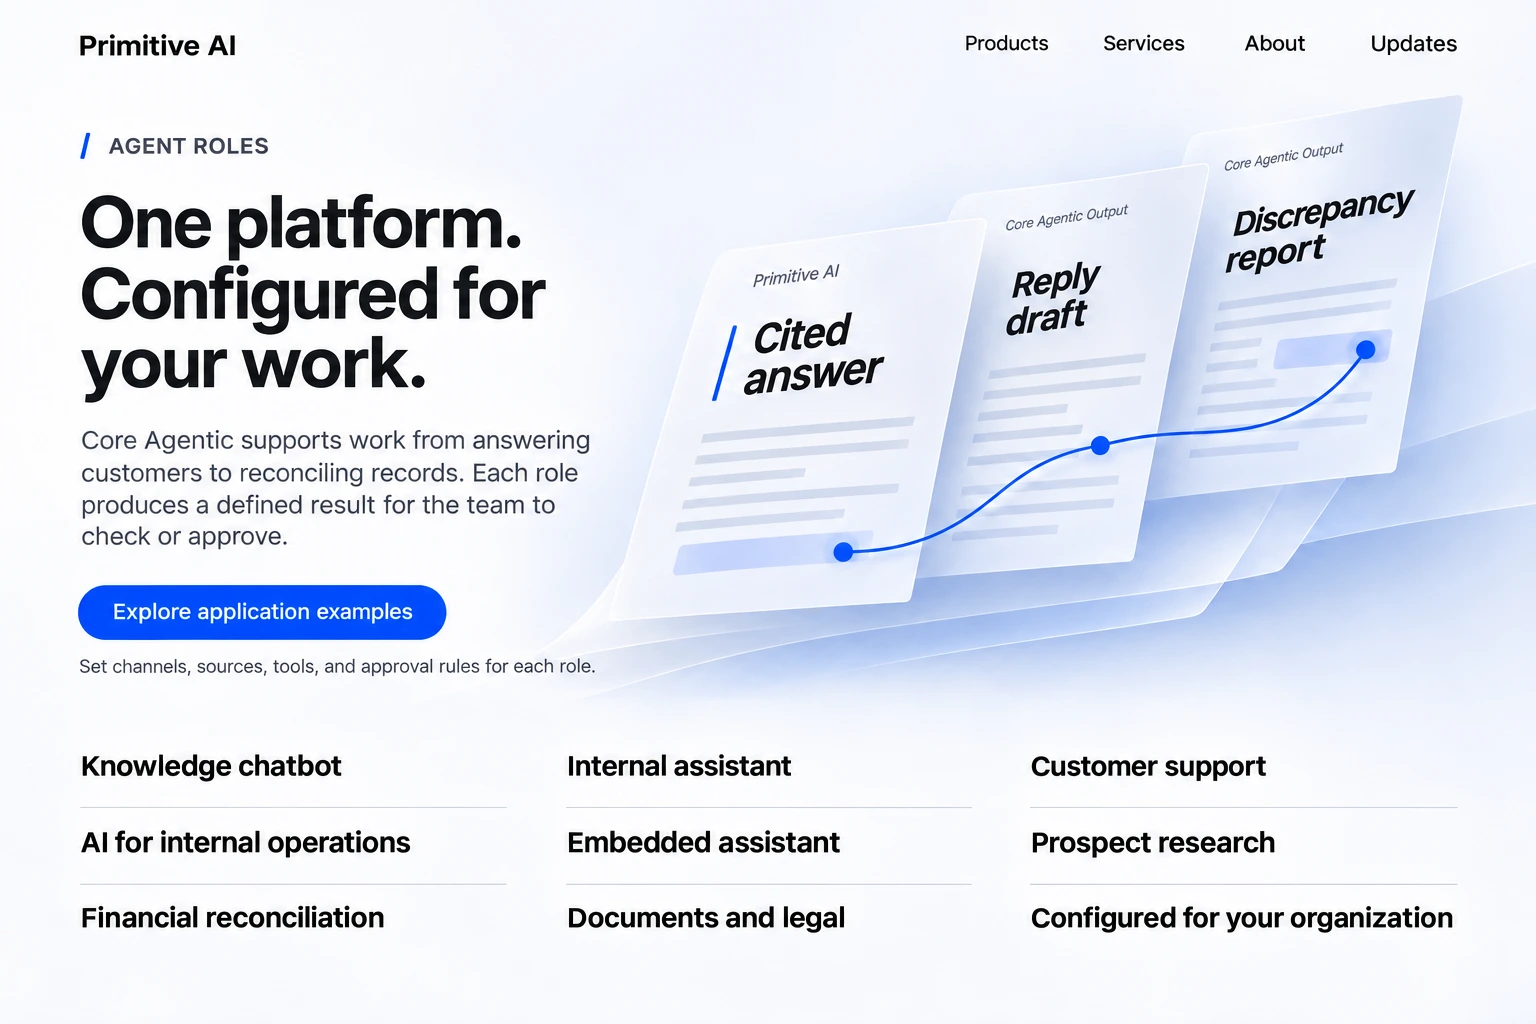 Primitive AI
Products
Services
About
Updates
/ AGENT ROLES
One platform.
Configured for
your work.
Core Agentic supports work from answering
customers to reconciling records. Each role
produces a defined result for the team to
check or approve.
Explore application examples
Set channels, sources, tools, and approval rules for each role.
Primitive AI
Cited
answer
Core Agentic Output
Reply
draft
Core Agentic Output
Discrepancy
report
Knowledge chatbot
Internal assistant
Customer support
AI for internal operations
Embedded assistant
Prospect research
Financial reconciliation
Documents and legal
Configured for your organization